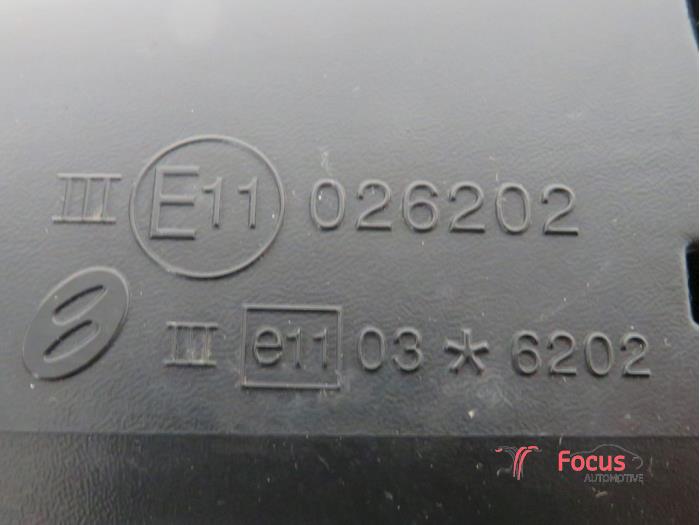 III E11 026202
III e11 03 * 6202
Focus
AUTOMOTIVE